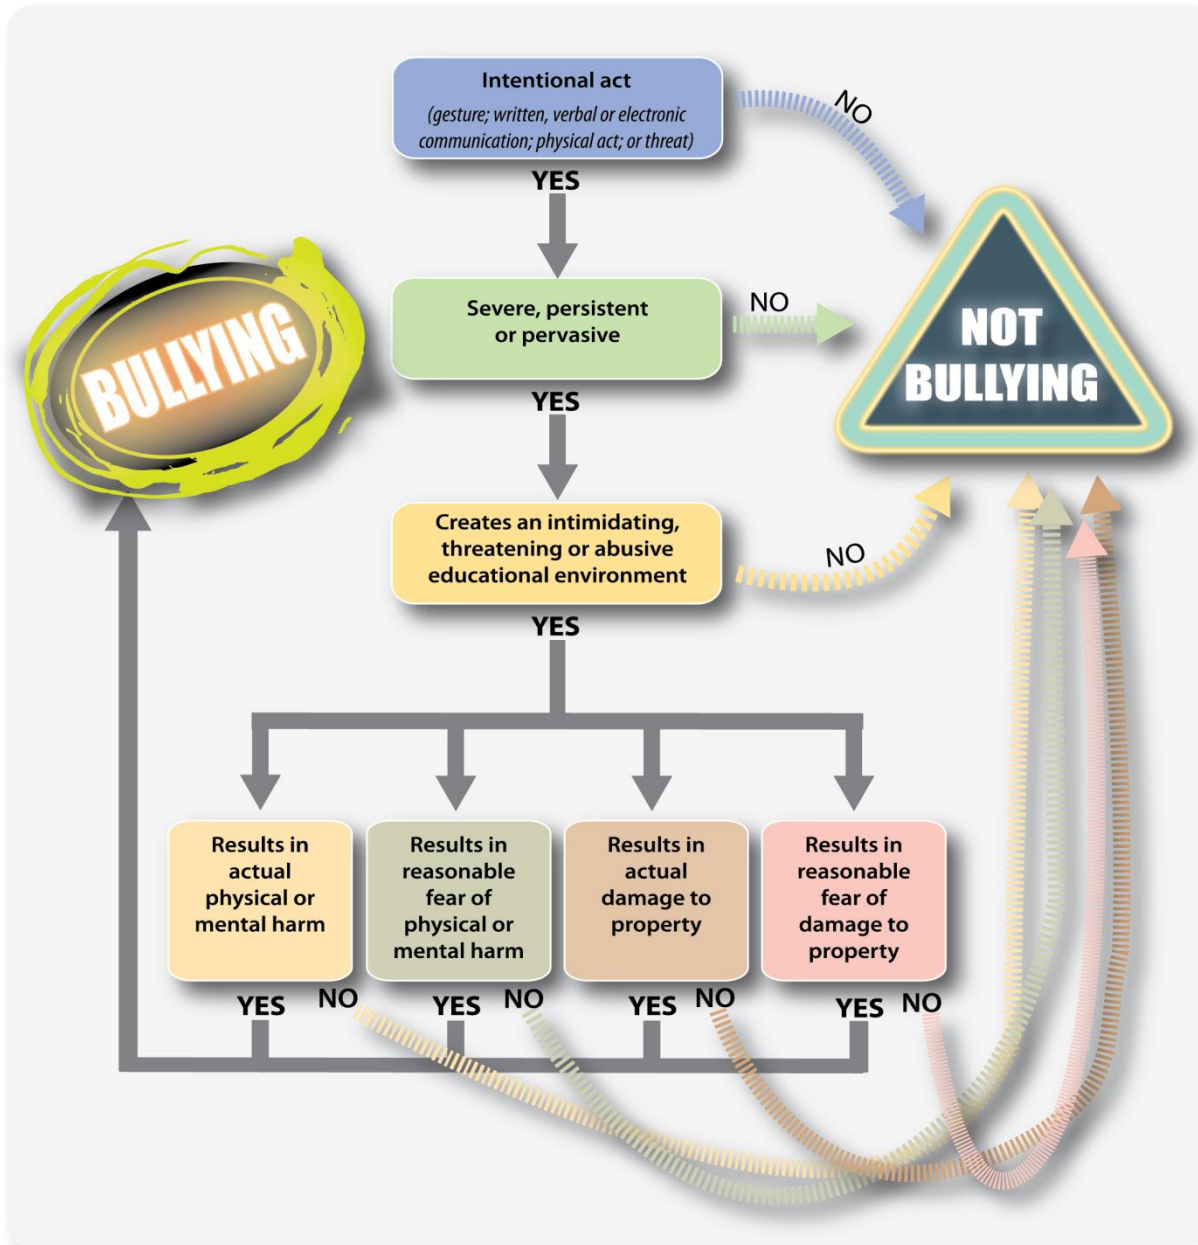 Intentional act
(gesture; written, verbal or electronic
communication; physical act; or threat)
NO
YES
BULLYING
Severe, persistent
or pervasive
NO
NOT
BULLYING
YES
Creates an intimidating,
threatening or abusive
educational environment
NO
YES
Results in
actual
physical or
mental harm
Results in
reasonable
fear of
physical or
mental harm
Results in
actual
damage to
property
Results in
reasonable
fear of
damage to
property
YES NO
YES NO
YES NO
YES NO